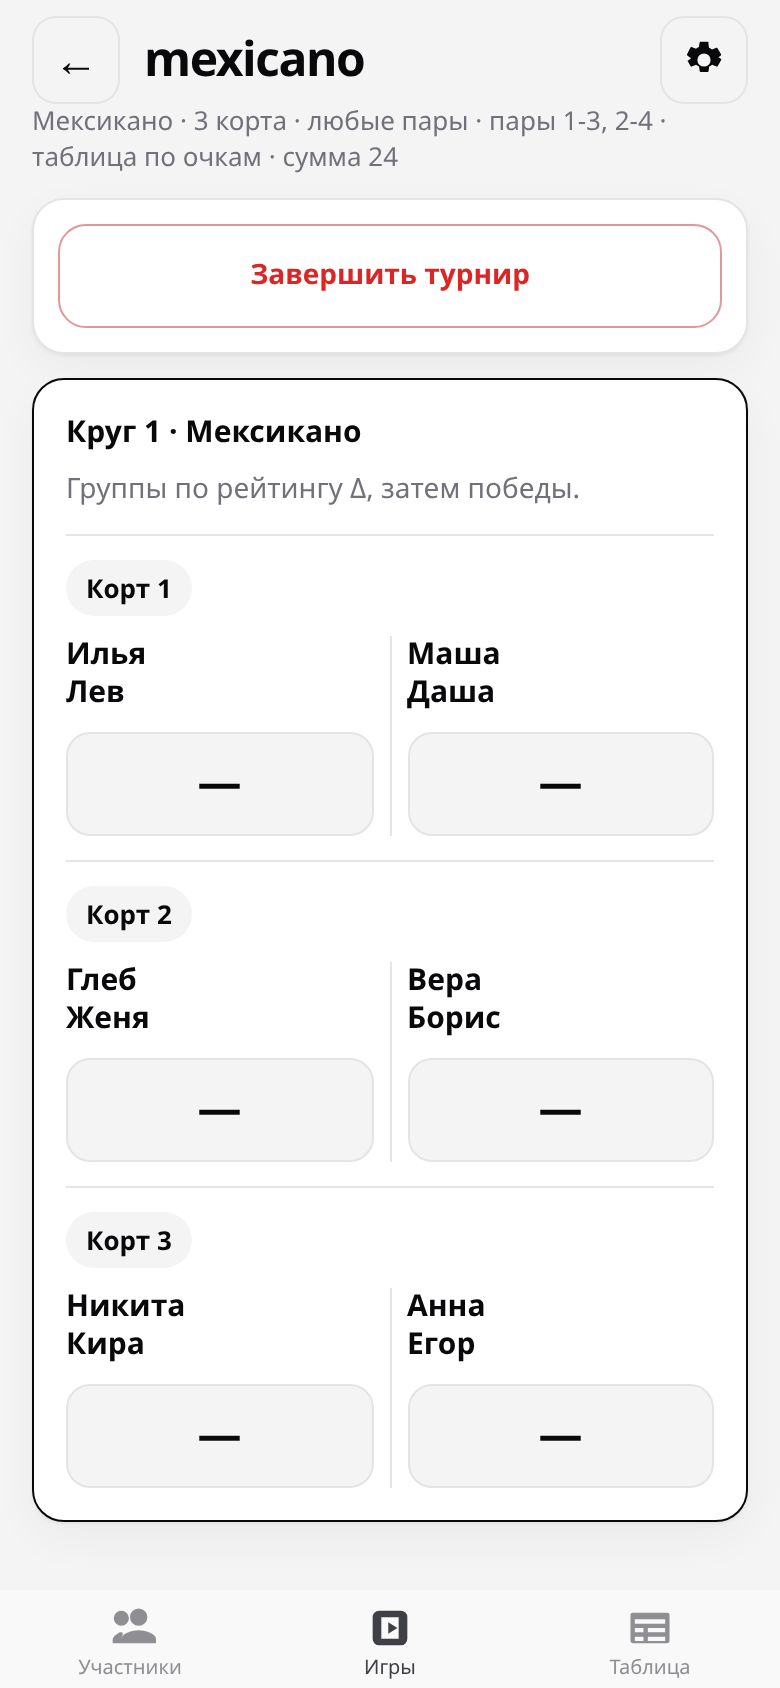 ←
mexicano
Мексикано · 3 корта · любые пары · пары 1-3, 2-4 ·
таблица по очкам · сумма 24
Завершить турнир
Круг 1 · Мексикано
Группы по рейтингу Δ, затем победы.
Корт 1
Илья
Лев
Маша
Даша
—
—
Корт 2
Глеб
Женя
Вера
Борис
—
—
Корт 3
Никита
Кира
Анна
Егор
—
—
Участники
Игры
Таблица